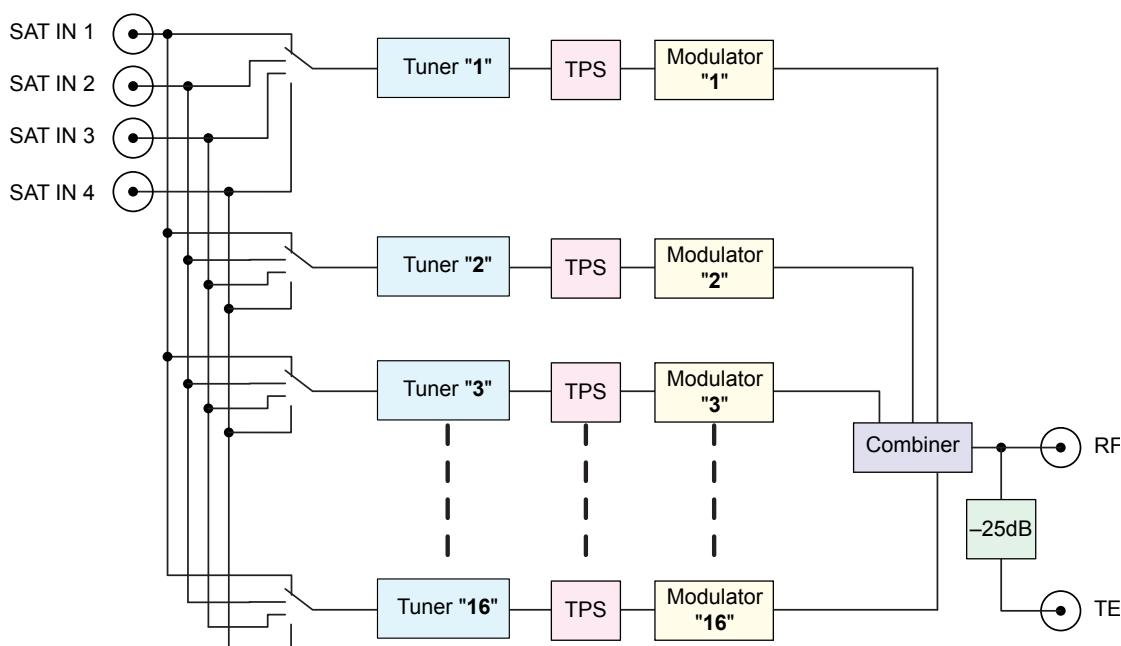 SAT IN 1
SAT IN 2
SAT IN 3
SAT IN 4
Tuner "1"
TPS
Modulator
"1"
Tuner "2"
TPS
Modulator
"2"
Tuner "3"
TPS
Modulator
"3"
Combiner
RF
–25dB
Tuner "16"
TPS
Modulator
"16"
TE